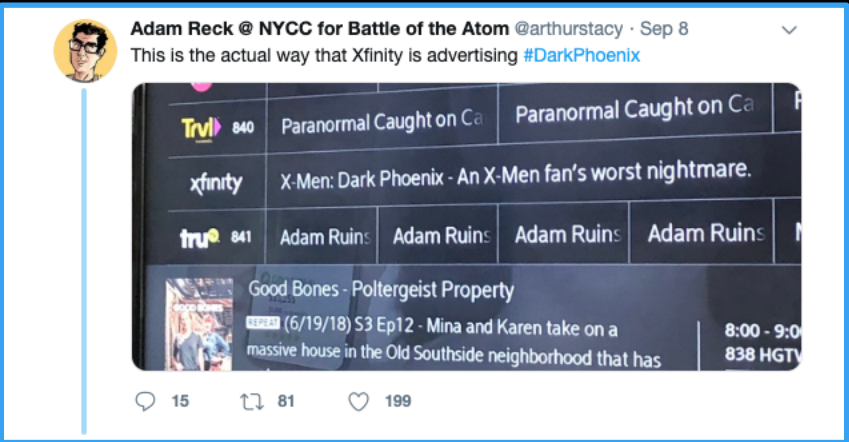 Adam Reck @ NYCC for Battle of the Atom @arthurstacy · Sep 8
This is the actual way that Xfinity is advertising #DarkPhoenix
Trvl 840 Paranormal Caught on Ca Paranormal Caught on Ca
xfinity X-Men: Dark Phoenix - An X-Men fan's worst nightmare.
tru 841 Adam Ruins Adam Ruins Adam Ruins Adam Ruins
GOOD BONES
Good Bones - Poltergeist Property
REPEAT (6/19/18) S3 Ep12 - Mina and Karen take on a
massive house in the Old Southside neighborhood that has
8:00 - 9:0
838 HGTV
15 81 199